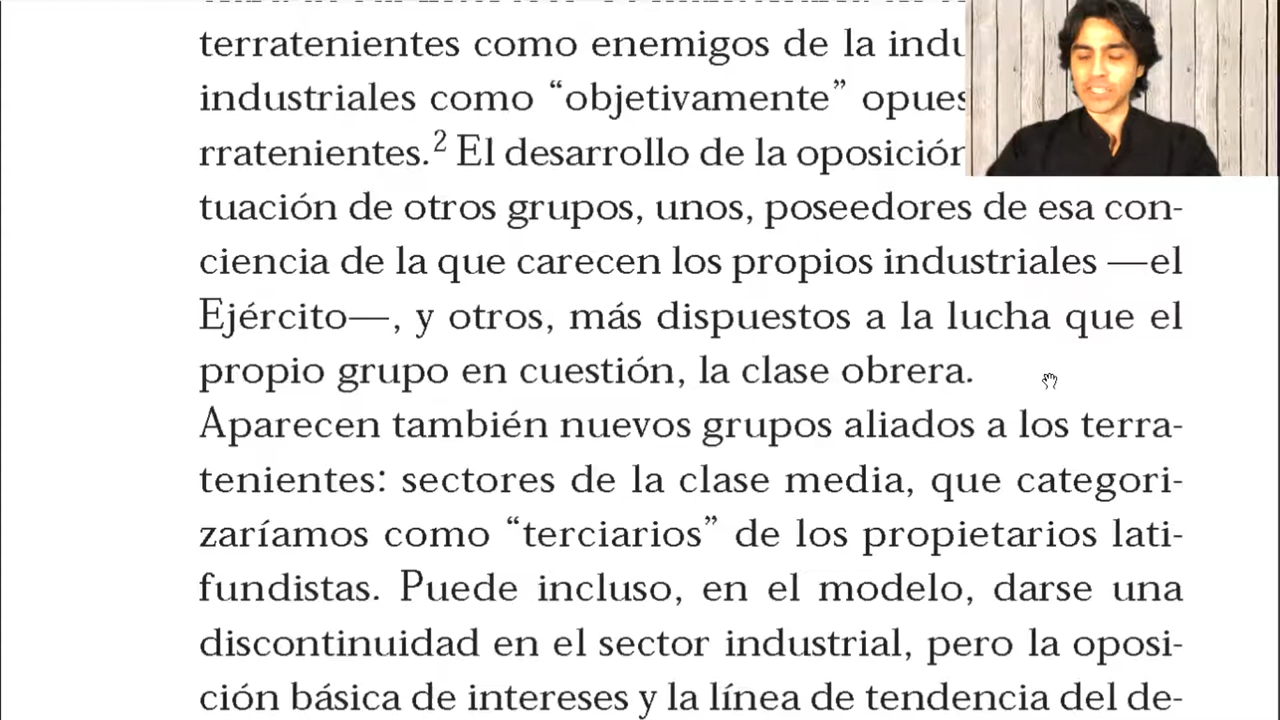 terratenientes como enemigos de la
industriales como “objetivamente”
rratenientes.² El desarrollo de la
tuación de otros grupos, unos, poseedores de esa con-
ciencia de la que carecen los propios industriales —el
Ejército—, y otros, más dispuestos a la lucha que el
propio grupo en cuestión, la clase obrera.
Aparecen también nuevos grupos aliados a los terra-
tenientes: sectores de la clase media, que categori-
zaríamos como “terciarios” de los propietarios lati-
fundistas. Puede incluso, en el modelo, darse una
discontinuidad en el sector industrial, pero la oposi-
ción básica de intereses y la línea de tendencia del de-